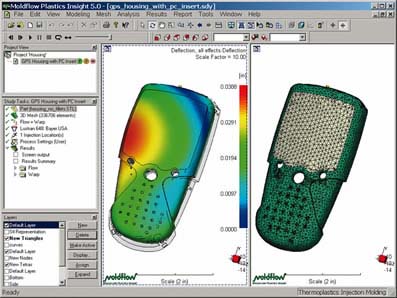 Moldflow Plastics Insight 5.0 - [gps_housing_with_pc_insert.sdy]
File Edit View Modeling Mesh Analysis Results Report Tools Window Help
Project View
Project 'Housing'
GPS Housing with PC Insert
Study Tasks: GPS Housing with PC Insert
3D Mesh (336706 elements)
Flow + Warp
Lustran 648: Bayer USA
1 Injection Location(s)
Process Settings (User)
Results
Screen output
Results Summary
Flow
Warp
Layers
Default Layer
New Triangles
curves
Default Layer
New Nodes
New Tetras
Default Layer
Bottom
Side
New
Delete
Make Active
Display...
Assign
Expand
Deflection, all effects:Deflection
Scale Factor = 10.00
[in]
0.0388
0.0291
0.0194
0.0097
0.0000
moldflow
Scale (2 in)
-14
moldflow
Scale (2 in)
-14
Ready
Thermoplastics Injection Molding